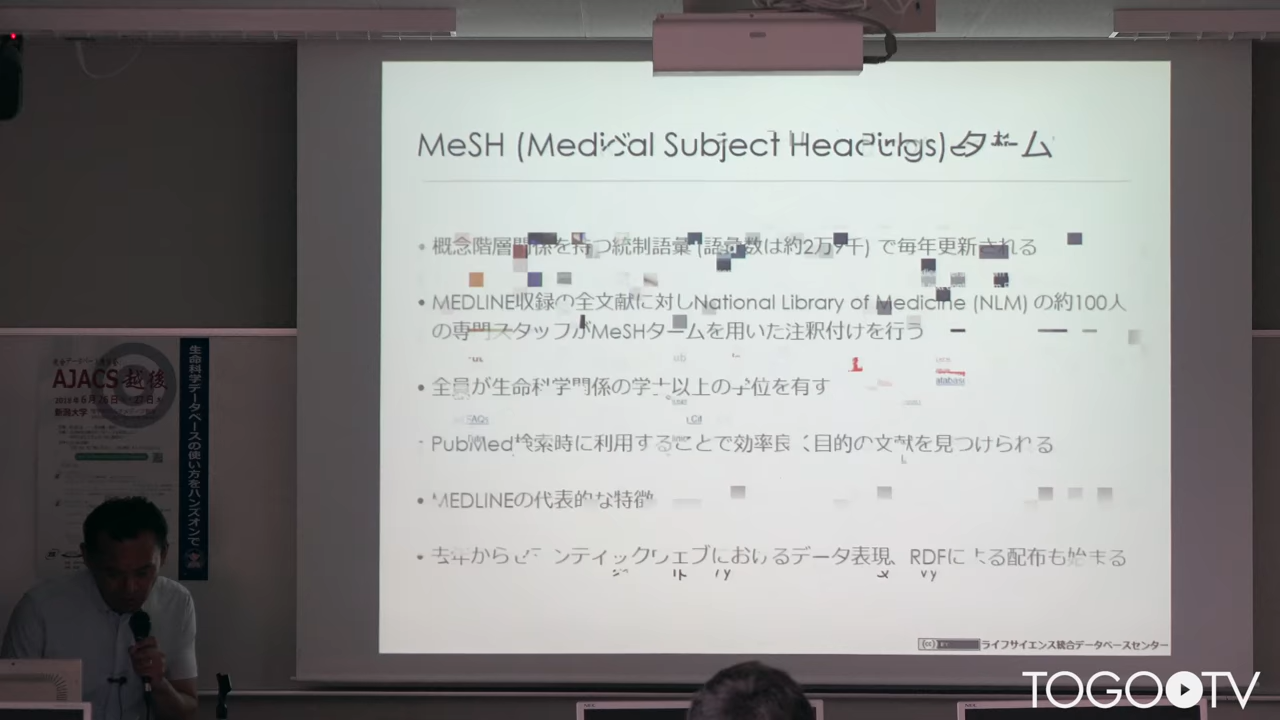 MeSH (Medical Subject Headings) ターム
• 概念階層関係を持つ統制語彙 (語彙数は約2万7千) で毎年更新される
• MEDLINE収録の全文献に対しNational Library of Medicine (NLM) の約100人
の専門スタッフがMeSHタームを用いた注釈付けを行う
• 全員が生命科学関係の学士以上の学位を有す
• PubMed検索時に利用することで効率良く目的の文献を見つけられる
• MEDLINEの代表的な特徴
• 去年からセマンティックウェブにおけるデータ表現、RDFによる配布も始まる
(cc) ライフサイエンス統合データベースセンター
AJACS越後
新潟大学
生命科学データベースの使い方をハンズオンで
TOGOTV